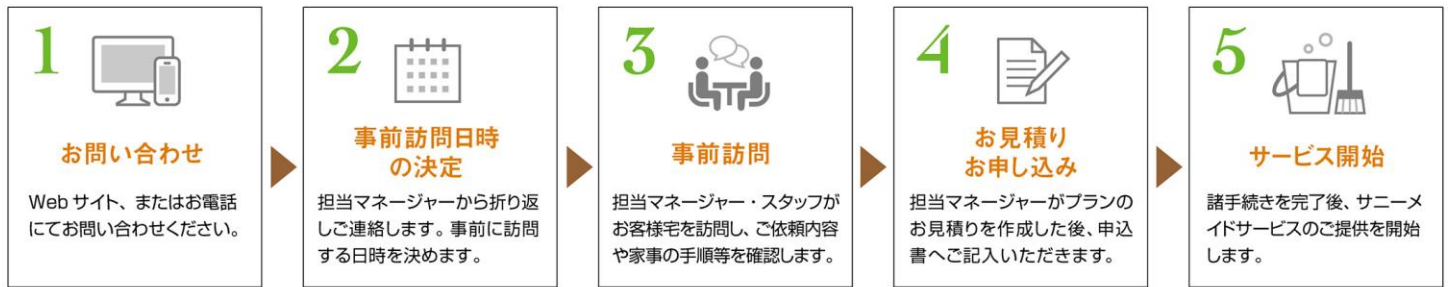 1
お問い合わせ
Web サイト、またはお電話
にてお問い合わせください。
2
事前訪問日時
の決定
担当マネージャーから折り返
しご連絡します。事前に訪問
する日時を決めます。
3
事前訪問
担当マネージャー・スタッフが
お客様宅を訪問し、ご依頼内容
や家事の手順等を確認します。
4
お見積り
お申し込み
担当マネージャーがプランの
お見積りを作成した後、申込
書へご記入いただきます。
5
サービス開始
諸手続きを完了後、サニーメ
イドサービスのご提供を開始
します。